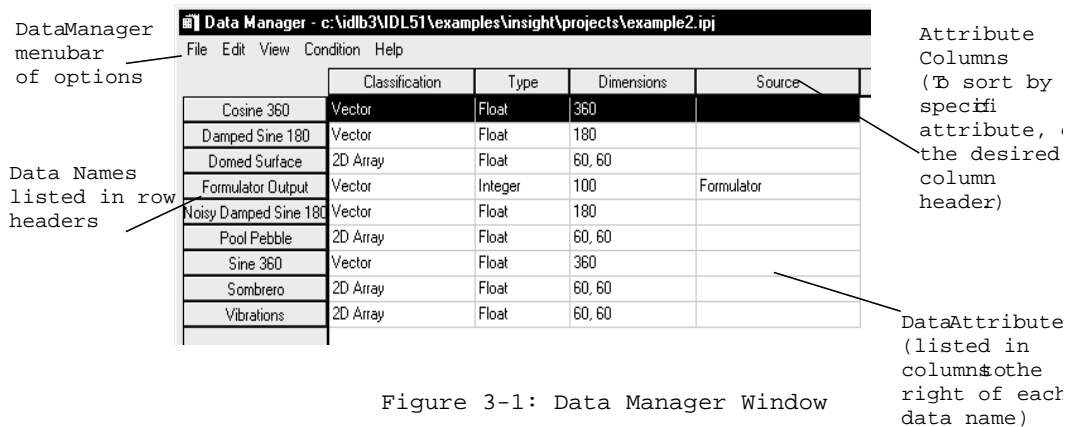 DataManager
menubar
of options
Data Manager - c:\idlb3\IDL51\examples\insight\projects\example2.ipj
File Edit View Condition Help
Classification Type Dimensions Source
Cosine 360 Vector Float 360
Damped Sine 180 Vector Float 180
Domed Surface 2D Array Float 60, 60
Formulator Output Vector Integer 100 Formulator
Noisy Damped Sine 180 Vector Float 180
Pool Pebble 2D Array Float 60, 60
Sine 360 Vector Float 360
Sombrero 2D Array Float 60, 60
Vibrations 2D Array Float 60, 60
Data Names
listed in row
headers
Attribute
Columns
(To sort by
specifi
attribute,
the desired
column
header)
DataAttribute
(listed in
columns to the
right of each
data name)
Figure 3-1: Data Manager Window